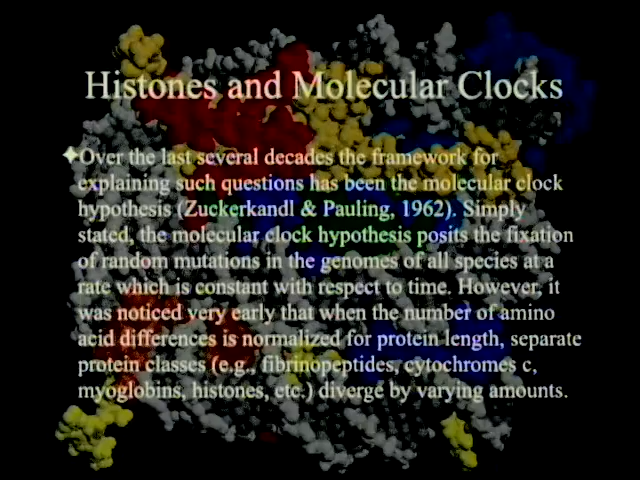 Histones and Molecular Clocks
Over the last several decades the framework for
explaining such questions has been the molecular clock
hypothesis (Zuckerkandl & Pauling, 1962). Simply
stated, the molecular clock hypothesis posits the fixation
of random mutations in the genomes of all species at a
rate which is constant with respect to time. However, it
was noticed very early that when the number of amino
acid differences is normalized for protein length, separate
protein classes (e.g., fibrinopeptides, cytochromes c,
myoglobins, histones, etc.) diverge by varying amounts.